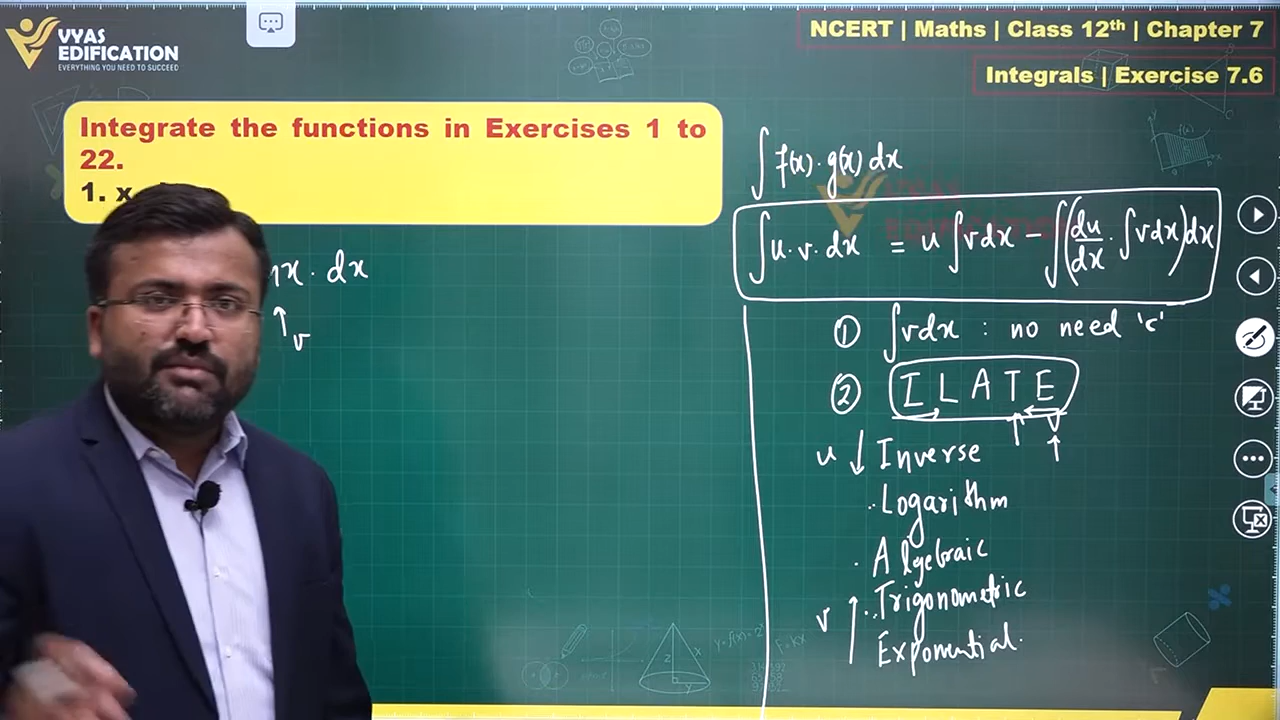 VYAS
EDIFICATION
EVERYTHING YOU NEED TO SUCCEED
NCERT | Maths | Class 12th | Chapter 7
Integrals | Exercise 7.6
Integrate the functions in Exercises 1 to
22.
1. x
x · dx
↑
v
∫ f(x) · g(x) dx
∫ u · v · dx = u ∫ v dx − ∫ (du/dx · ∫ v dx) dx
① ∫ v dx : no need 'c'
② I L A T E
u ↓ Inverse
Logarithm
Algebraic
v ↑ Trigonometric
Exponential